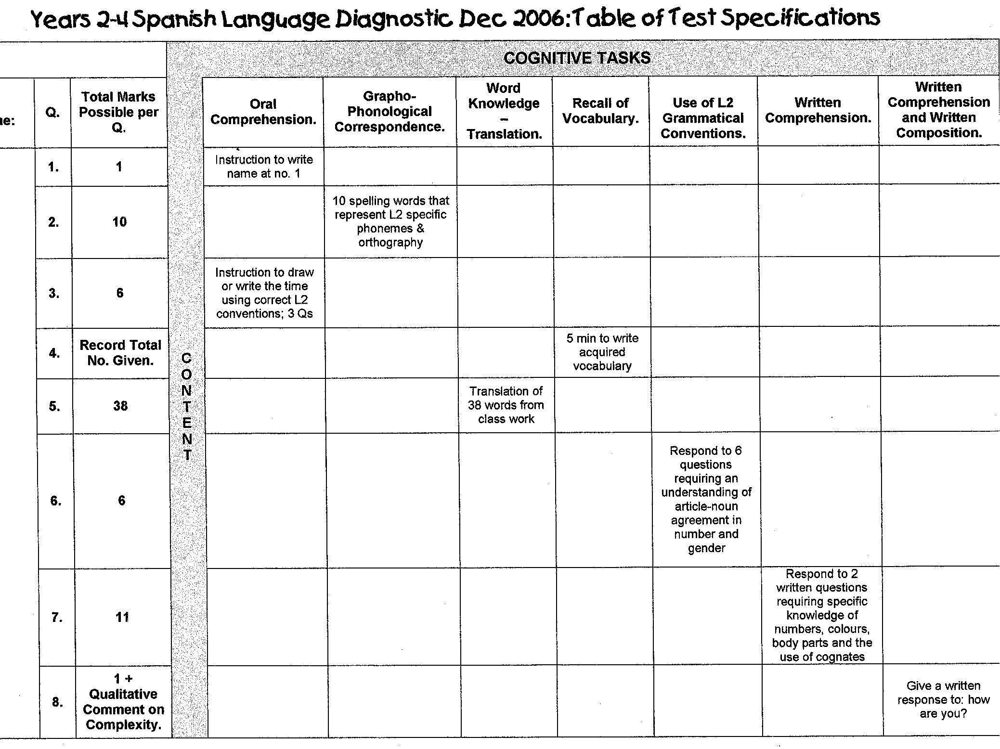 Years 2-4 Spanish Language Diagnostic Dec 2006:Table of Test Specifications
COGNITIVE TASKS
Q.
Total Marks
Possible per
Q.
Oral
Comprehension.
Grapho-
Phonological
Correspondence.
Word
Knowledge
–
Translation.
Recall of
Vocabulary.
Use of L2
Grammatical
Conventions.
Written
Comprehension.
Written
Comprehension
and Written
Composition.
C
O
N
T
E
N
T
1.
1
Instruction to write
name at no. 1
2.
10
10 spelling words that
represent L2 specific
phonemes &
orthography
3.
6
Instruction to draw
or write the time
using correct L2
conventions; 3 Qs
4.
Record Total
No. Given.
5 min to write
acquired
vocabulary
5.
38
Translation of
38 words from
class work
6.
6
Respond to 6
questions
requiring an
understanding of
article-noun
agreement in
number and
gender
7.
11
Respond to 2
written questions
requiring specific
knowledge of
numbers, colours,
body parts and the
use of cognates
8.
1 +
Qualitative
Comment on
Complexity.
Give a written
response to: how
are you?